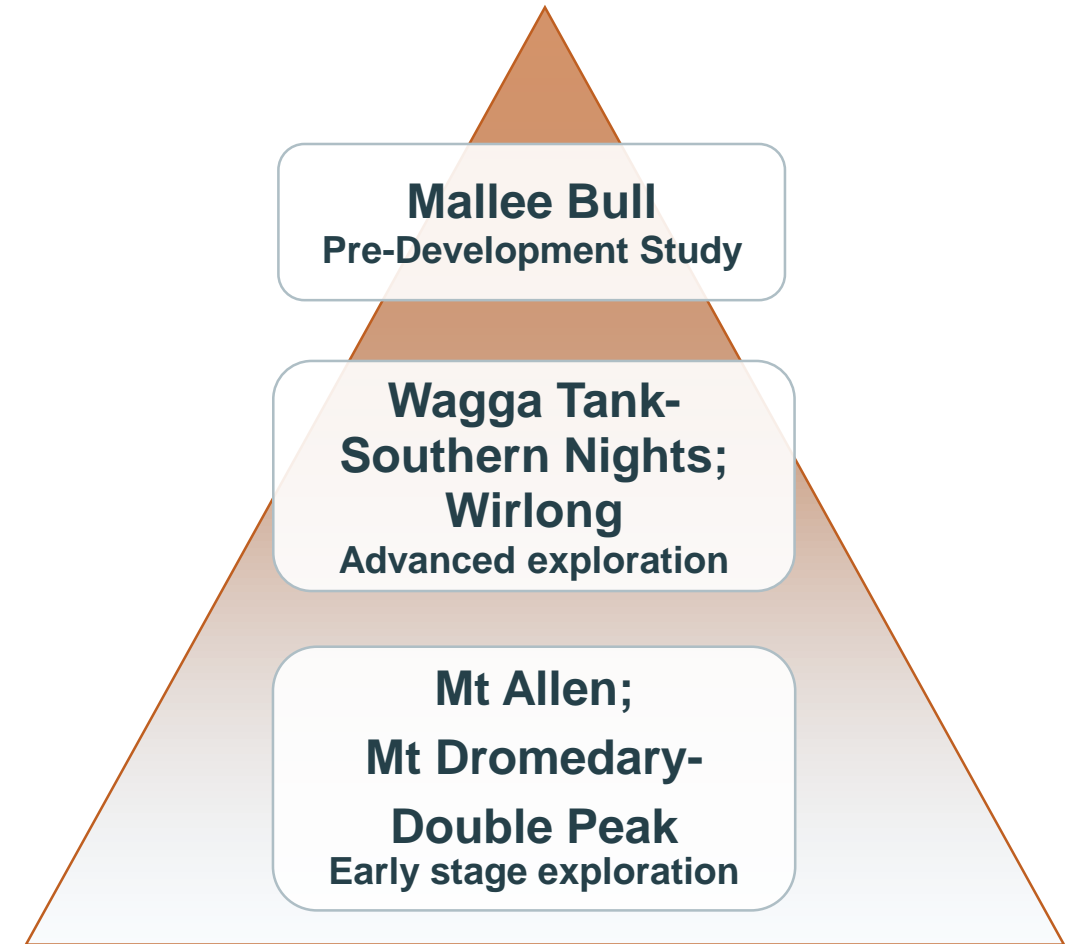 Mallee Bull
Pre-Development Study
Wagga Tank-
Southern Nights;
Wirlong
Advanced exploration
Mt Allen;
Mt Dromedary-
Double Peak
Early stage exploration